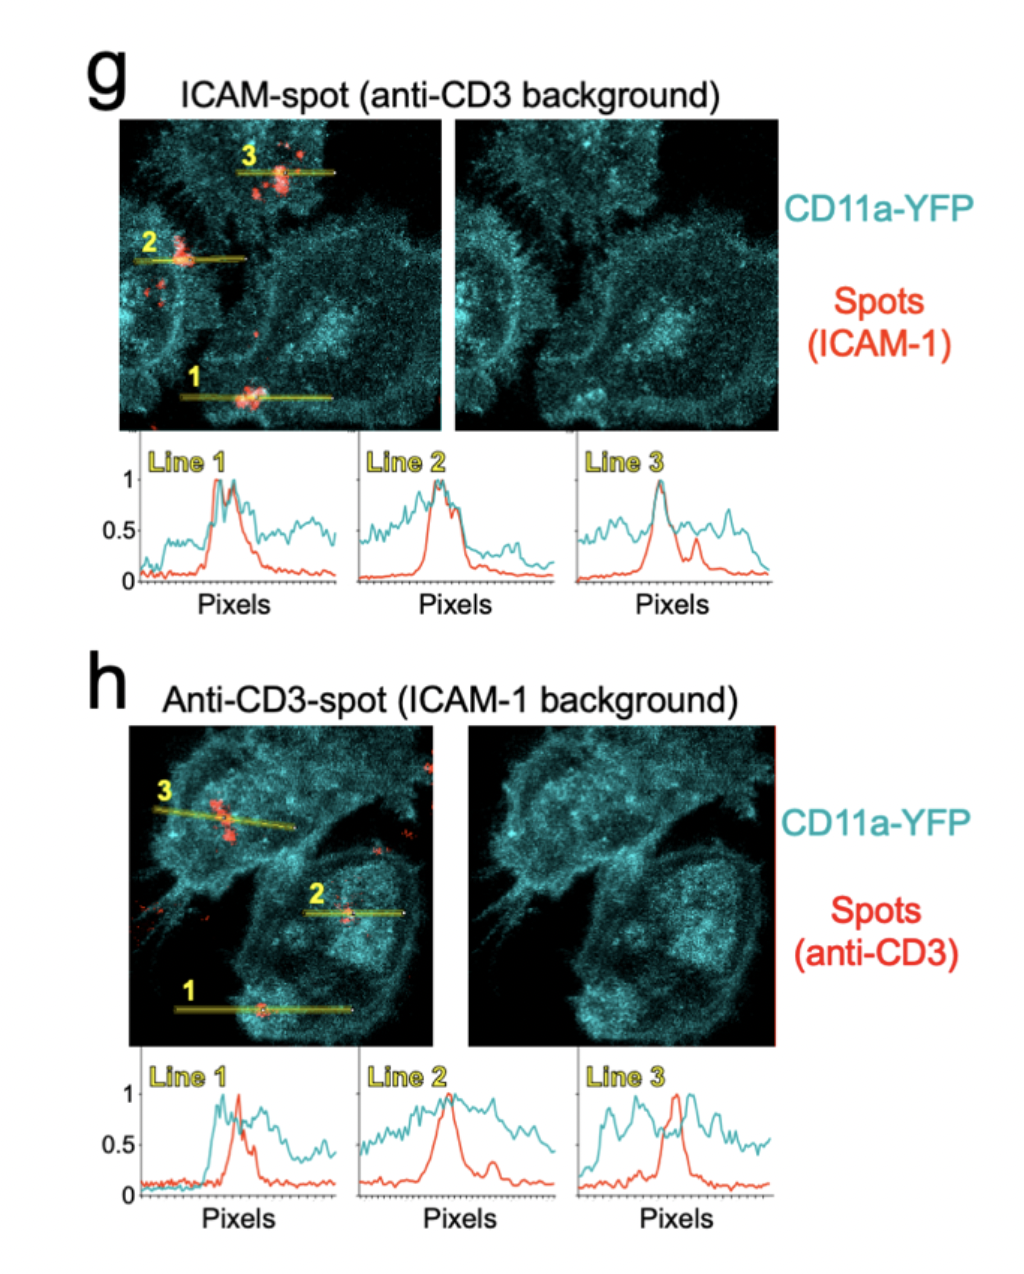 g
ICAM-spot (anti-CD3 background)
3
2
1
CD11a-YFP
Spots
(ICAM-1)
Line 1
Line 2
Line 3
1
0.5
0
Pixels
Pixels
Pixels
h
Anti-CD3-spot (ICAM-1 background)
3
2
1
CD11a-YFP
Spots
(anti-CD3)
Line 1
Line 2
Line 3
1
0.5
0
Pixels
Pixels
Pixels